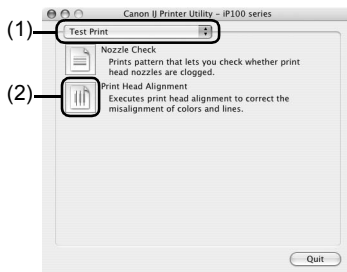 Canon IJ Printer Utility – iP100 series
(1)
Test Print
Nozzle Check
Prints pattern that lets you check whether print
head nozzles are clogged.
(2)
Print Head Alignment
Executes print head alignment to correct the
misalignment of colors and lines.
Quit